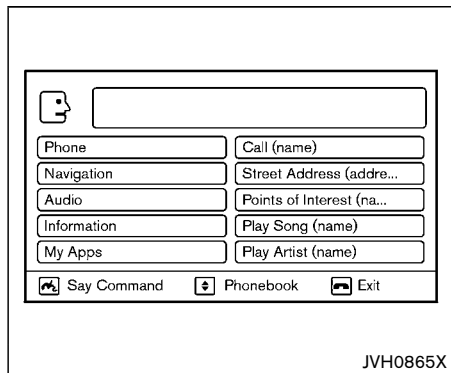 Phone
Call (name)
Navigation
Street Address (addre...
Audio
Points of Interest (na...
Information
Play Song (name)
My Apps
Play Artist (name)
Say Command Phonebook Exit
JVH0865X